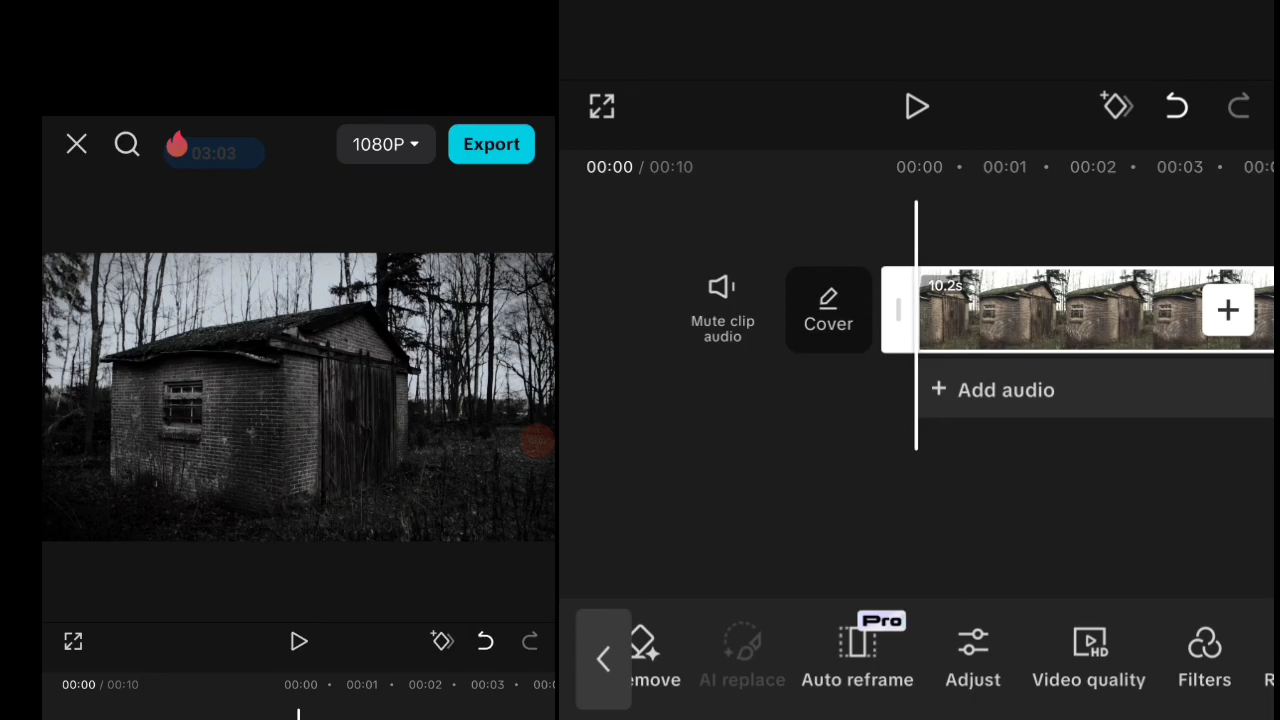 03:03
1080P
Export
00:00 / 00:10
00:00
00:01
00:02
00:03
00:00 / 00:10
00:00
00:01
00:02
00:03
10.2s
Mute clip
audio
Cover
+ Add audio
Pro
emove
AI replace
Auto reframe
Adjust
HD
Video quality
Filters
R